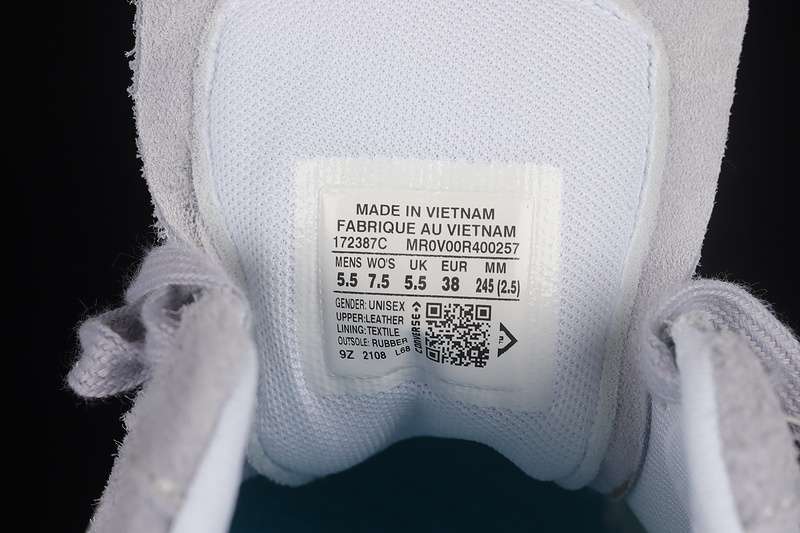 MADE IN VIETNAM
FABRIQUE AU VIETNAM
172387C MR0V00R400257
MENS WO'S UK EUR MM
5.5 7.5 5.5 38 245 (2.5)
GENDER: UNISEX
UPPER:LEATHER
LINING:TEXTILE
OUTSOLE: RUBBER
9Z 2108 L6B
CONVERSE